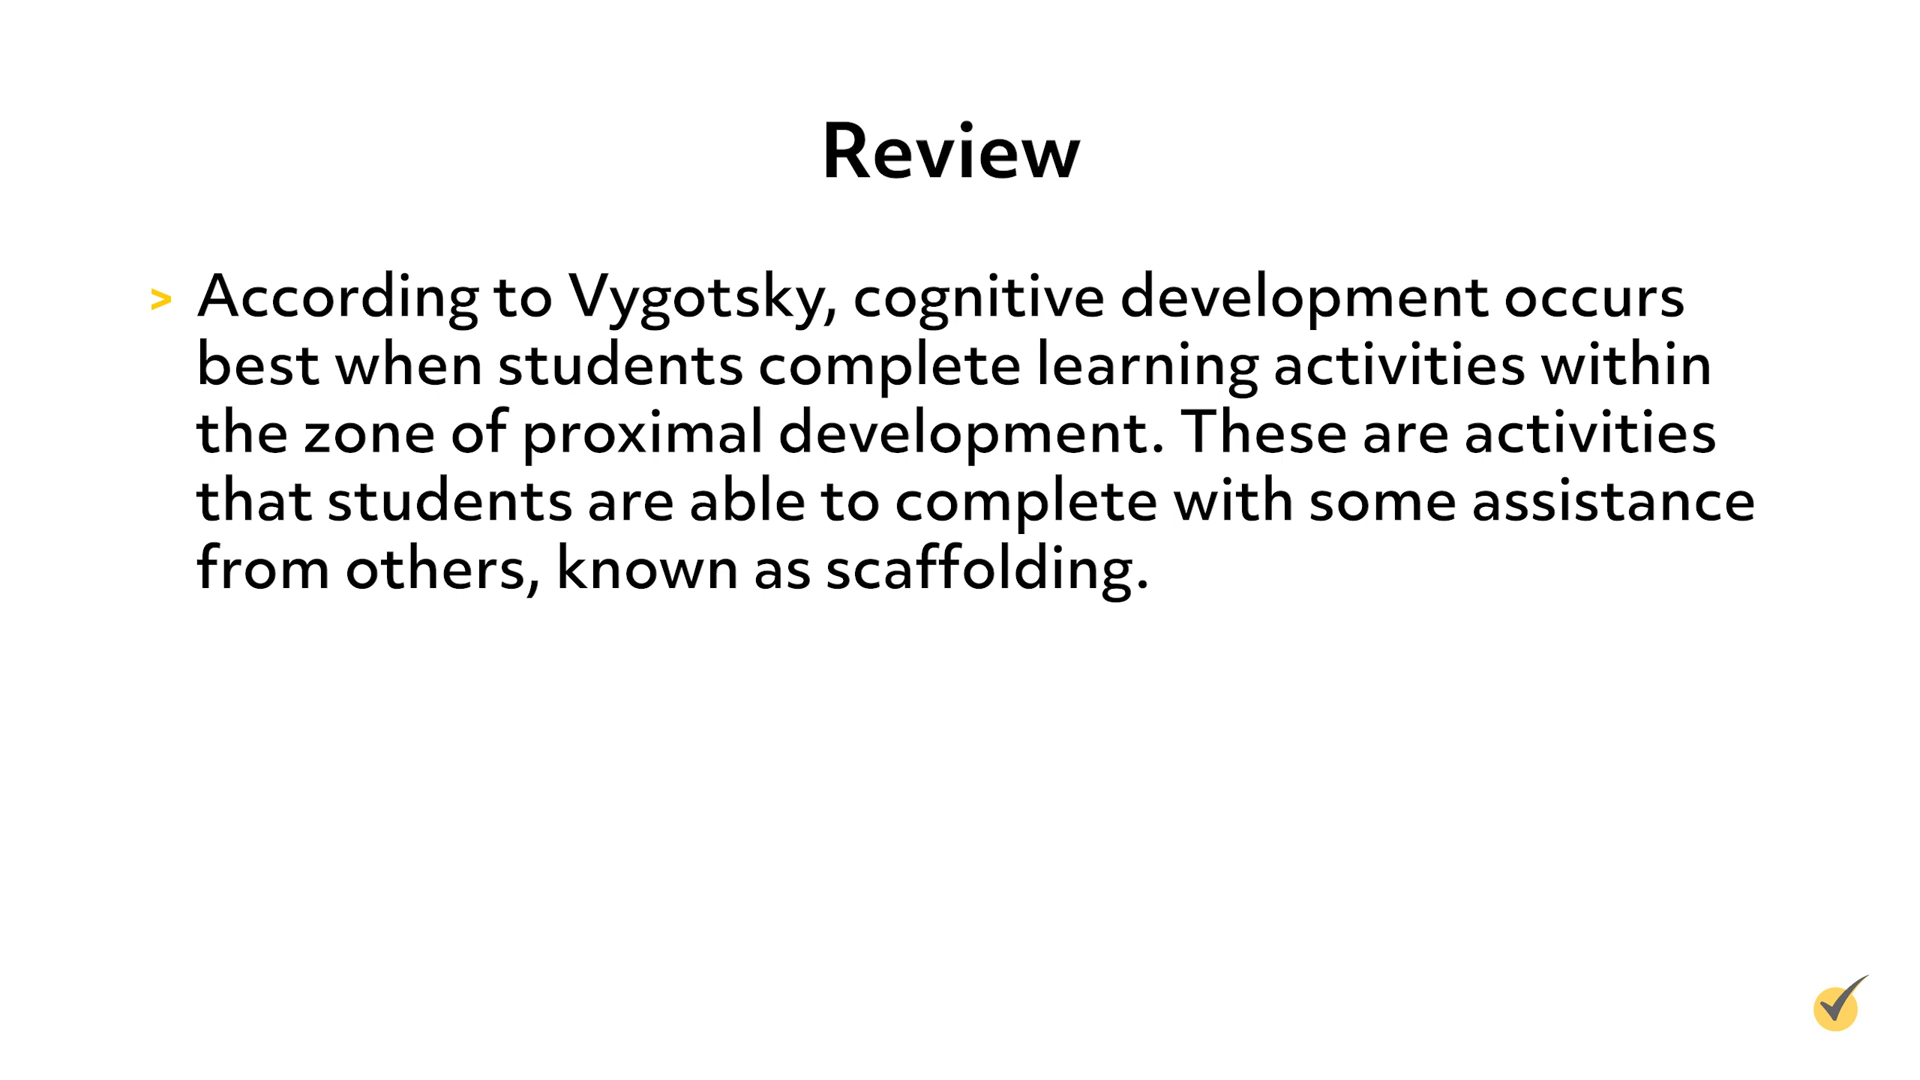 Review
> According to Vygotsky, cognitive development occurs
best when students complete learning activities within
the zone of proximal development. These are activities
that students are able to complete with some assistance
from others, known as scaffolding.